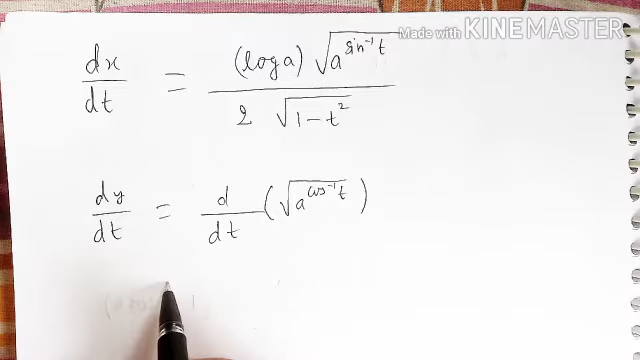 Made with KINEMASTER
dx/dt = (log a) √(a^(sin⁻¹ t)) / 2 √(1 − t²)
dy/dt = d/dt (√(a^(cos⁻¹ t)))